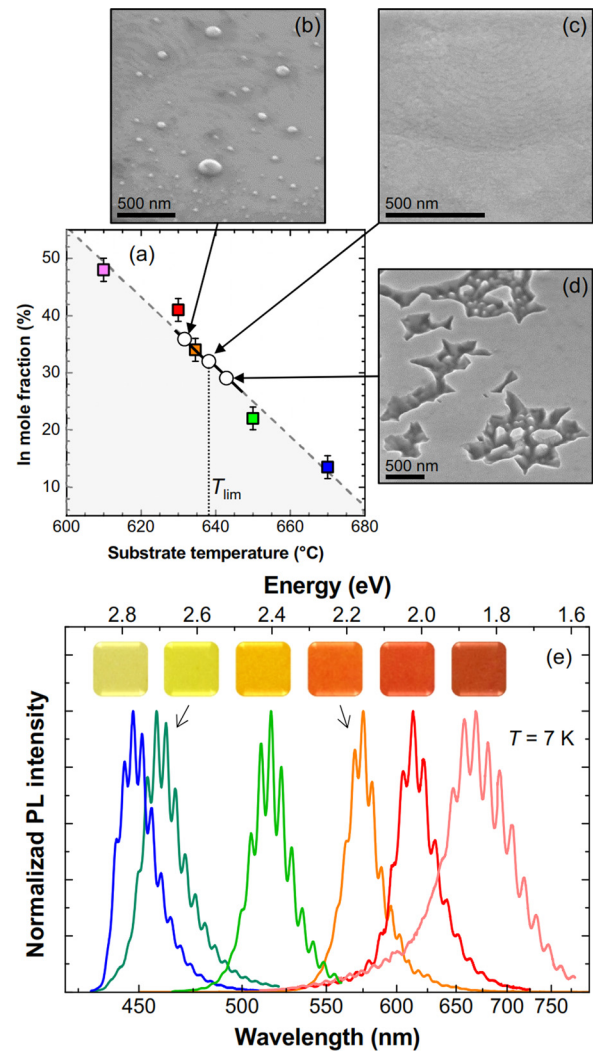 (b)
(c)
500 nm
500 nm
(a)
(d)
50
40
30
20
10
In mole fraction (%)
T lim
500 nm
600 620 640 660 680
Substrate temperature (°C)
Energy (eV)
2.8 2.6 2.4 2.2 2.0 1.8 1.6
(e)
T = 7 K
Normalizad PL intensity
450 500 550 600 650 700 750
Wavelength (nm)